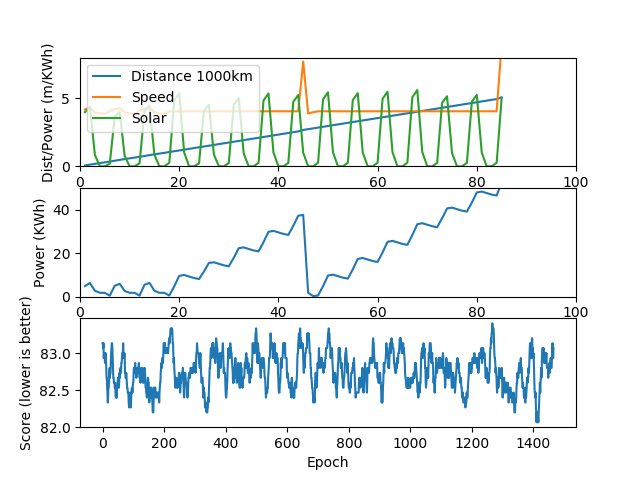 Dist/Power (m/KWh)
5
0
Distance 1000km
Speed
Solar
0 20 40 60 80 100
Power (KWh)
40
20
0
0 20 40 60 80 100
Score (lower is better)
83.0
82.5
82.0
0 200 400 600 800 1000 1200 1400
Epoch